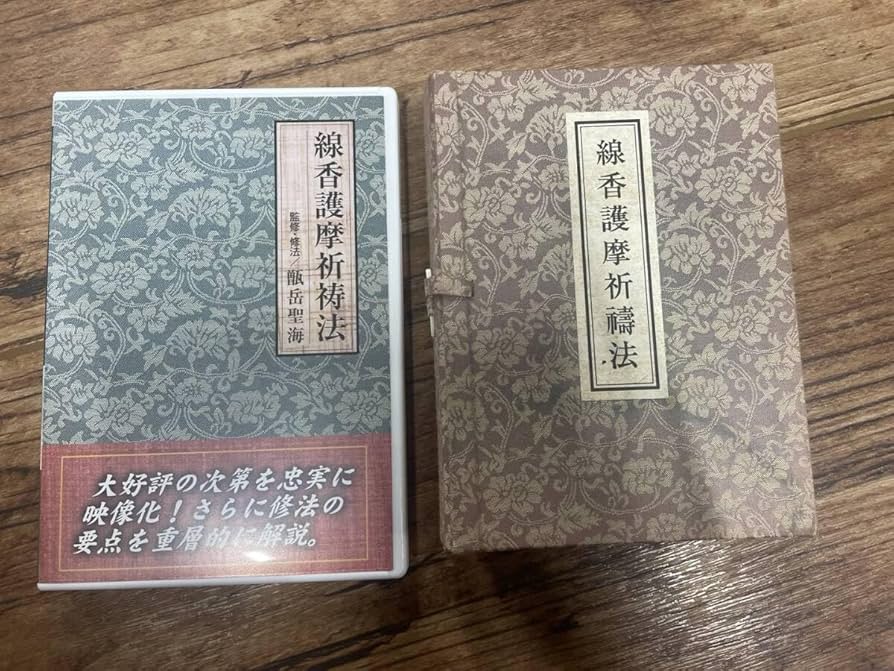 線香護摩祈祷法
監修・修法/甑岳聖海
大好評の次第を忠実に
映像化！さらに修法の
要点を重層的に解説。
線香護摩祈禱法